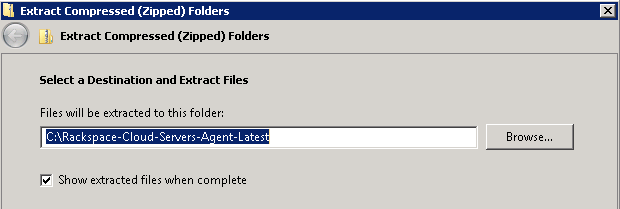 Extract Compressed (Zipped) Folders
Extract Compressed (Zipped) Folders
Select a Destination and Extract Files
Files will be extracted to this folder:
C:\Rackspace-Cloud-Servers-Agent-Latest
Browse...
Show extracted files when complete